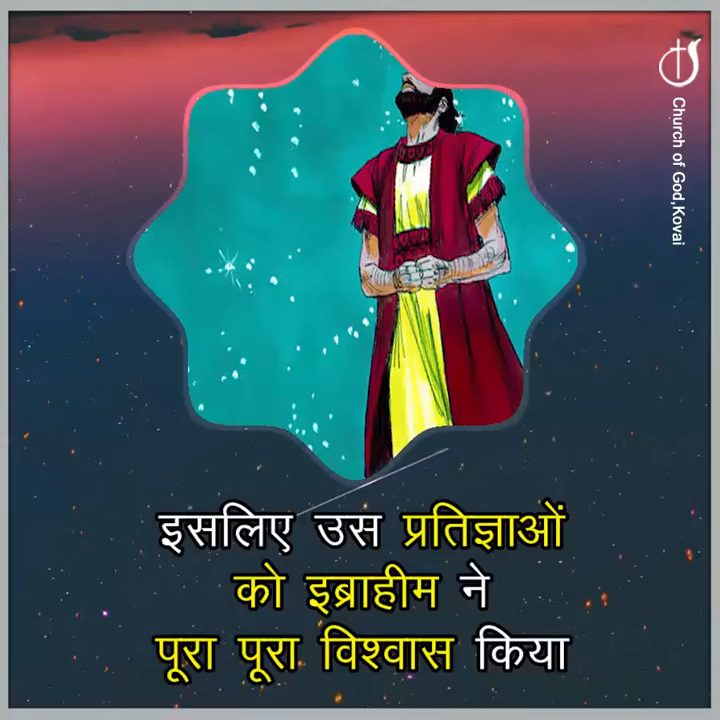 Church of God,Kovai
इसलिए उस प्रतिज्ञाओं
को इब्राहीम ने
पूरा पूरा विश्वास किया